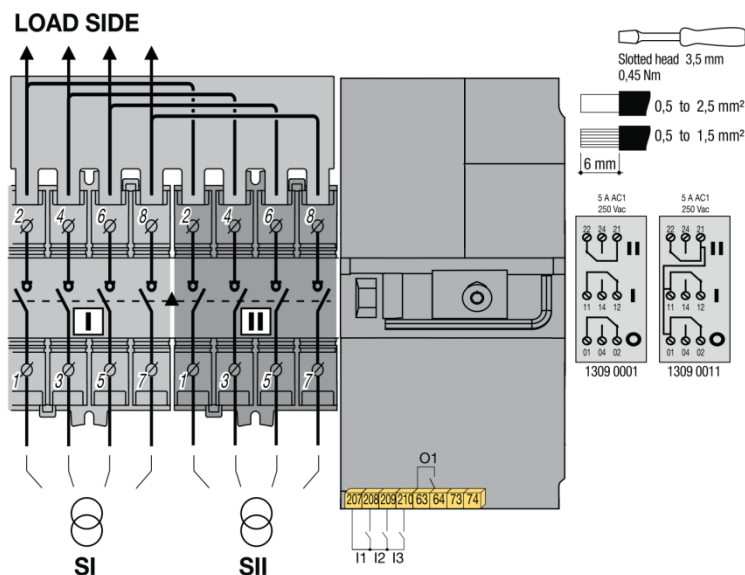 LOAD SIDE
Slotted head 3,5 mm
0,45 Nm
0,5 to 2,5 mm²
0,5 to 1,5 mm²
6 mm
2 4 6 8 2 4 6 8
I II
1 3 5 7 1 3 5 7
SI SII
O1
207 208 209 210 63 64 73 74
I1 I2 I3
5 A AC1
250 Vac
22 24 21
II
I
11 14 12
O
01 04 02
1309 0001
5 A AC1
250 Vac
22 24 21
II
I
11 14 12
O
01 04 02
1309 0011